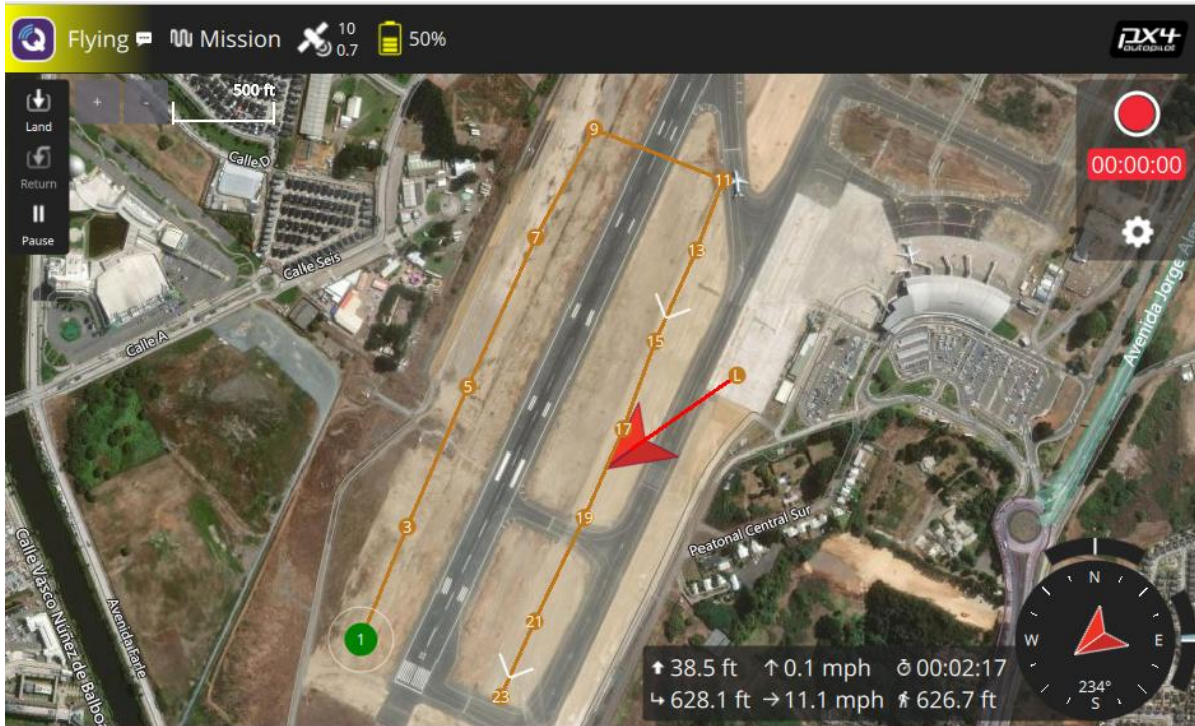 Flying Mission 10 0.7 50% PX4 autopilot
Land
Return
Pause
+ - 500 ft
00:00:00
Calle D
Calle Seis
Calle A
Avenida Jorge Ale
Peatonal Central Sur
Calle Vasco Núñez de Balboa
Avenida Farle
9
11
7
13
15
L
5
17
19
3
21
1
23
38.5 ft 0.1 mph 00:02:17
628.1 ft 11.1 mph 626.7 ft
N
W E
234°
S